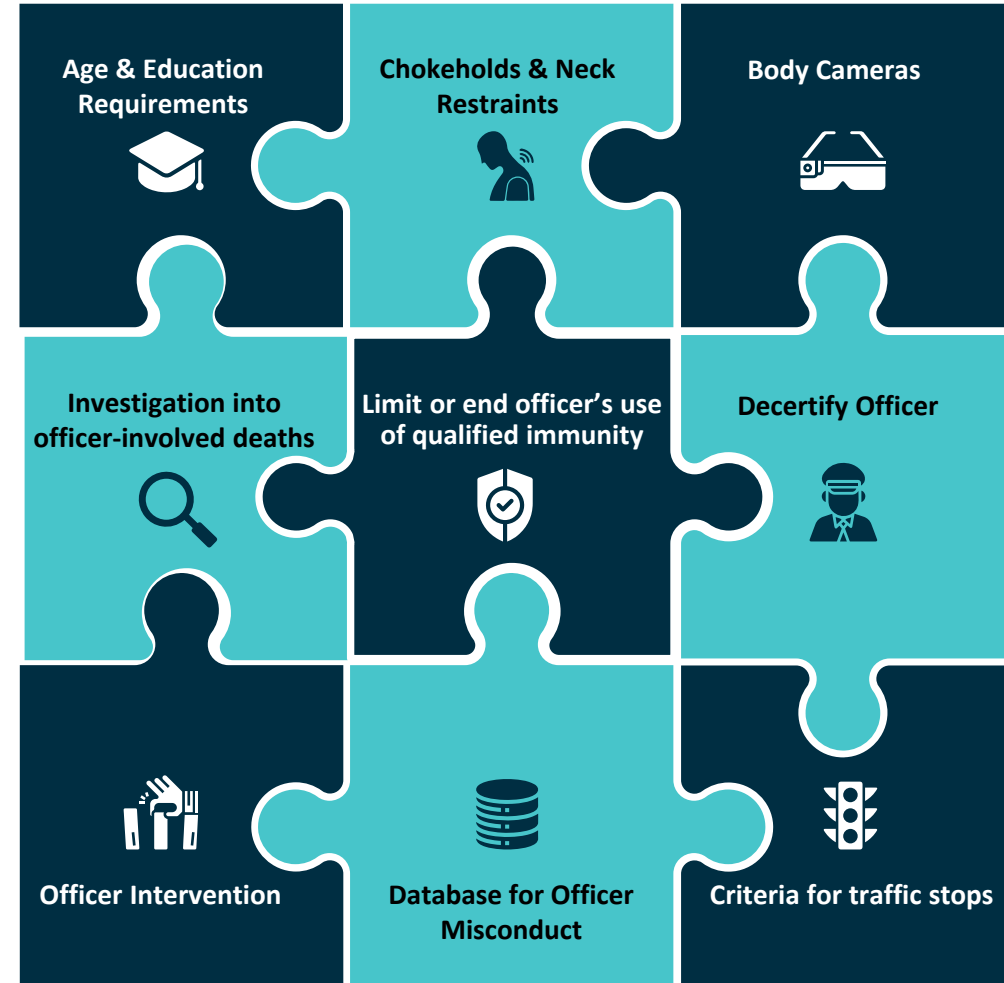 Age & Education
Requirements
Chokeholds & Neck
Restraints
Body Cameras
Investigation into
officer-involved deaths
Limit or end officer’s use
of qualified immunity
Decertify Officer
Officer Intervention
Database for Officer
Misconduct
Criteria for traffic stops